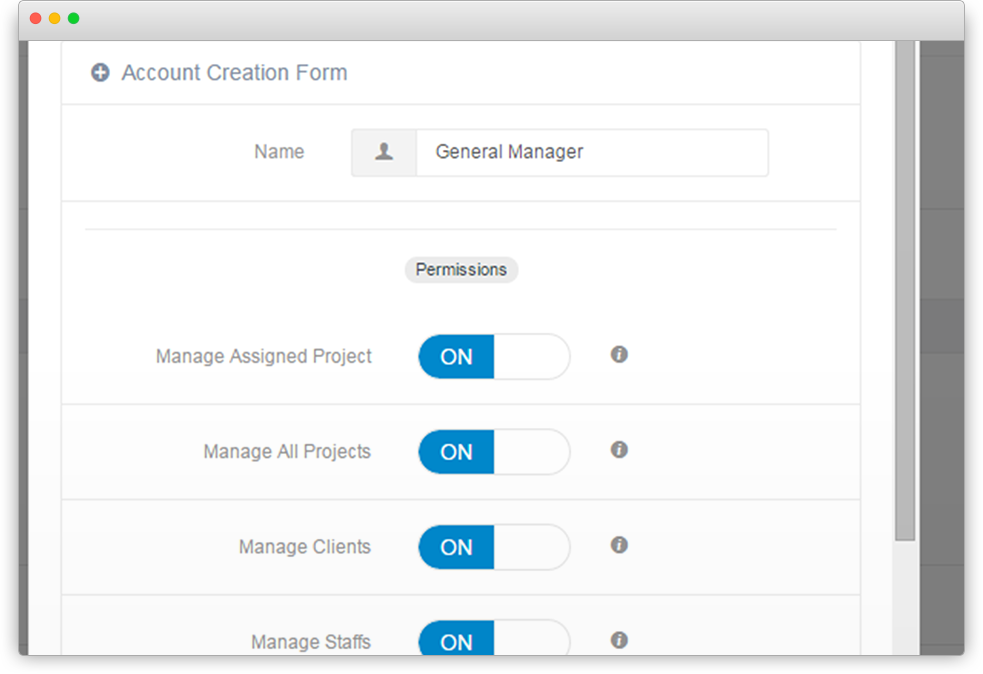 Account Creation Form
Name General Manager
Permissions
Manage Assigned Project ON
Manage All Projects ON
Manage Clients ON
Manage Staffs ON